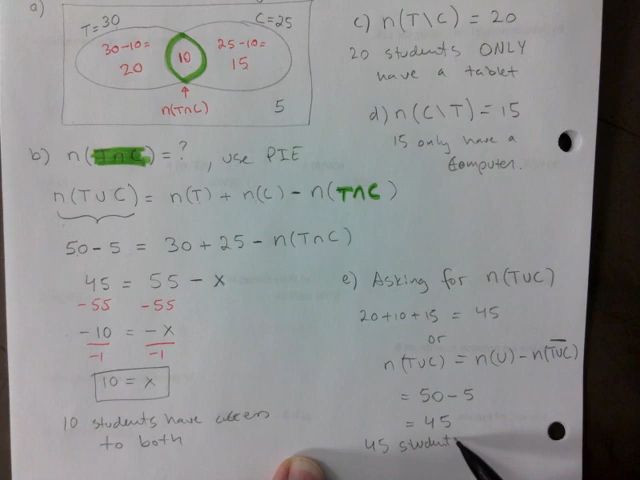 a)
T=30
C=25
30-10=
20
10
25-10=
15
n(T∩C)
5
b) n(T∩C)=? , use PIE
n(T∪C) = n(T) + n(C) - n(T∩C)
50-5 = 30+25 - n(T∩C)
45 = 55 - x
-55 -55
-10 = -x
-1 -1
10 = x
10 students have access
to both
c) n(T\C) = 20
20 students ONLY
have a tablet
d) n(C\T) = 15
15 only have a
computer.
e) Asking for n(T∪C)
20+10+15 = 45
or
n(T∪C) = n(U) - n(T∪C)̅
= 50-5
= 45
45 student